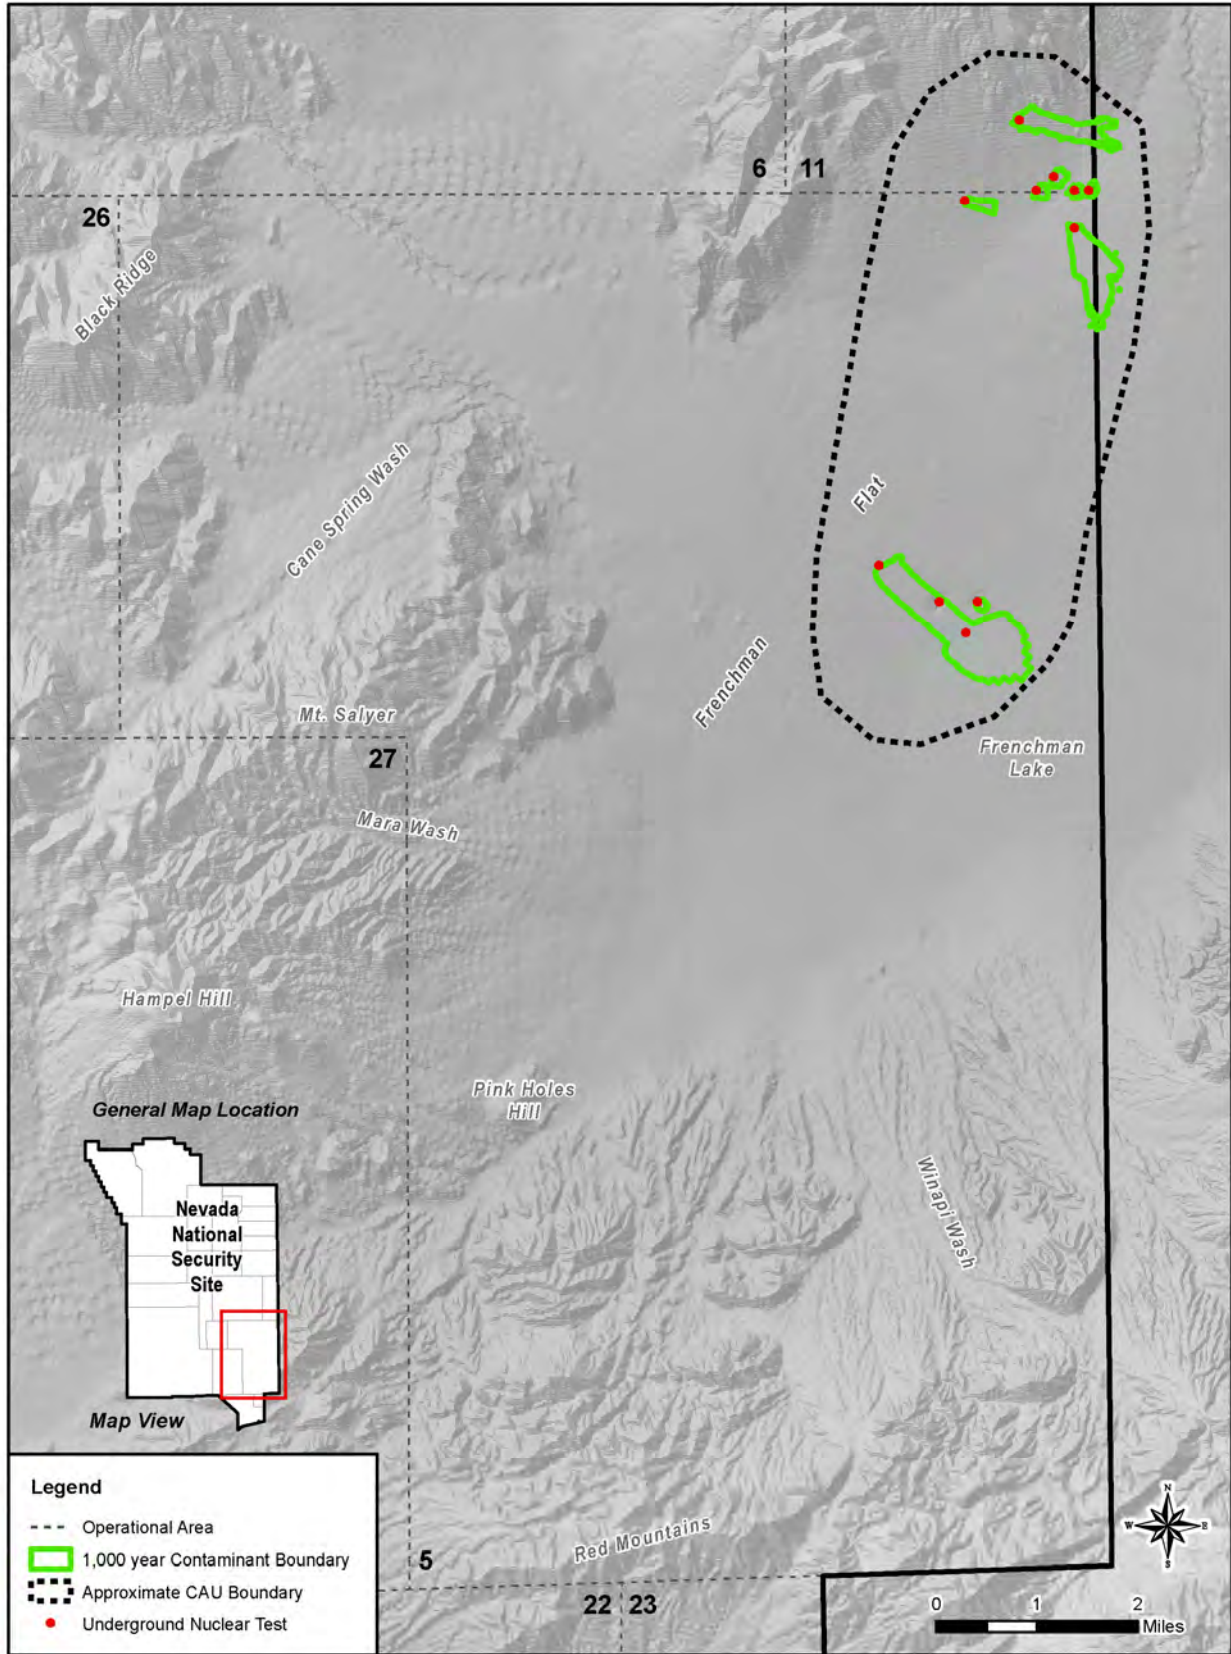 6
11
26
Black Ridge
Cane Spring Wash
Flat
Frenchman
Mt. Salyer
27
Frenchman
Lake
Mara Wash
Hampel Hill
Pink Holes
Hill
General Map Location
Winapi Wash
Nevada
National
Security
Site
Map View
Legend
Operational Area
1,000 year Contaminant Boundary
Approximate CAU Boundary
Underground Nuclear Test
Red Mountains
5
22
23
N
W
E
S
0
1
2
Miles